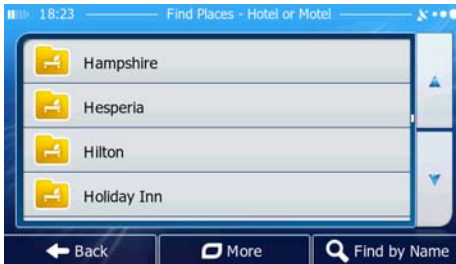 18:23 Find Places - Hotel or Motel
Hampshire
Hesperia
Hilton
Holiday Inn
Back More Find by Name